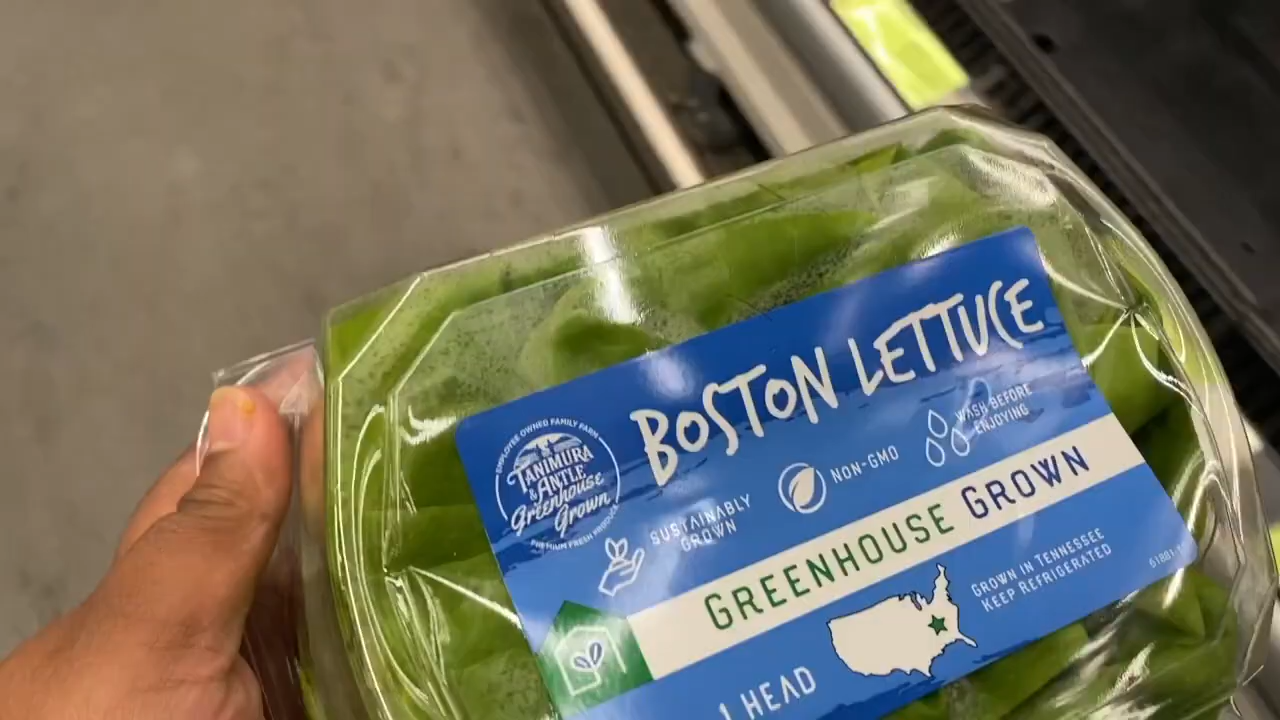 BOSTON LETTUCE
EMPLOYEE OWNED FAMILY FARM
TANIMURA
& ANTLE
Greenhouse
Grown
PREMIUM FRESH PRODUCE
SUSTAINABLY
GROWN
NON-GMO
WASH BEFORE
ENJOYING
GREENHOUSE GROWN
GROWN IN TENNESSEE
KEEP REFRIGERATED
1 HEAD